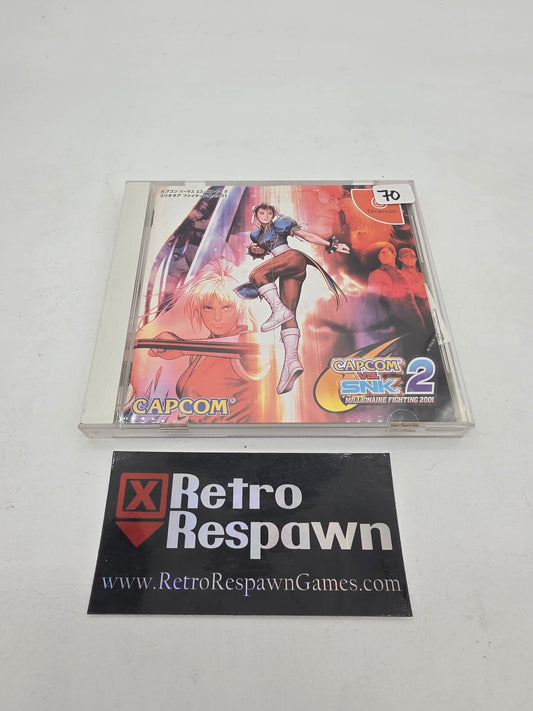 カプコン バーサス エス・エヌ・ケイ 2
ミリオネア ファイティング 2001
70
Dreamcast
CAPCOM
VS.
SNK 2
MILLIONAIRE FIGHTING 2001
CAPCOM®
Retro
Respawn
www.RetroRespawnGames.com